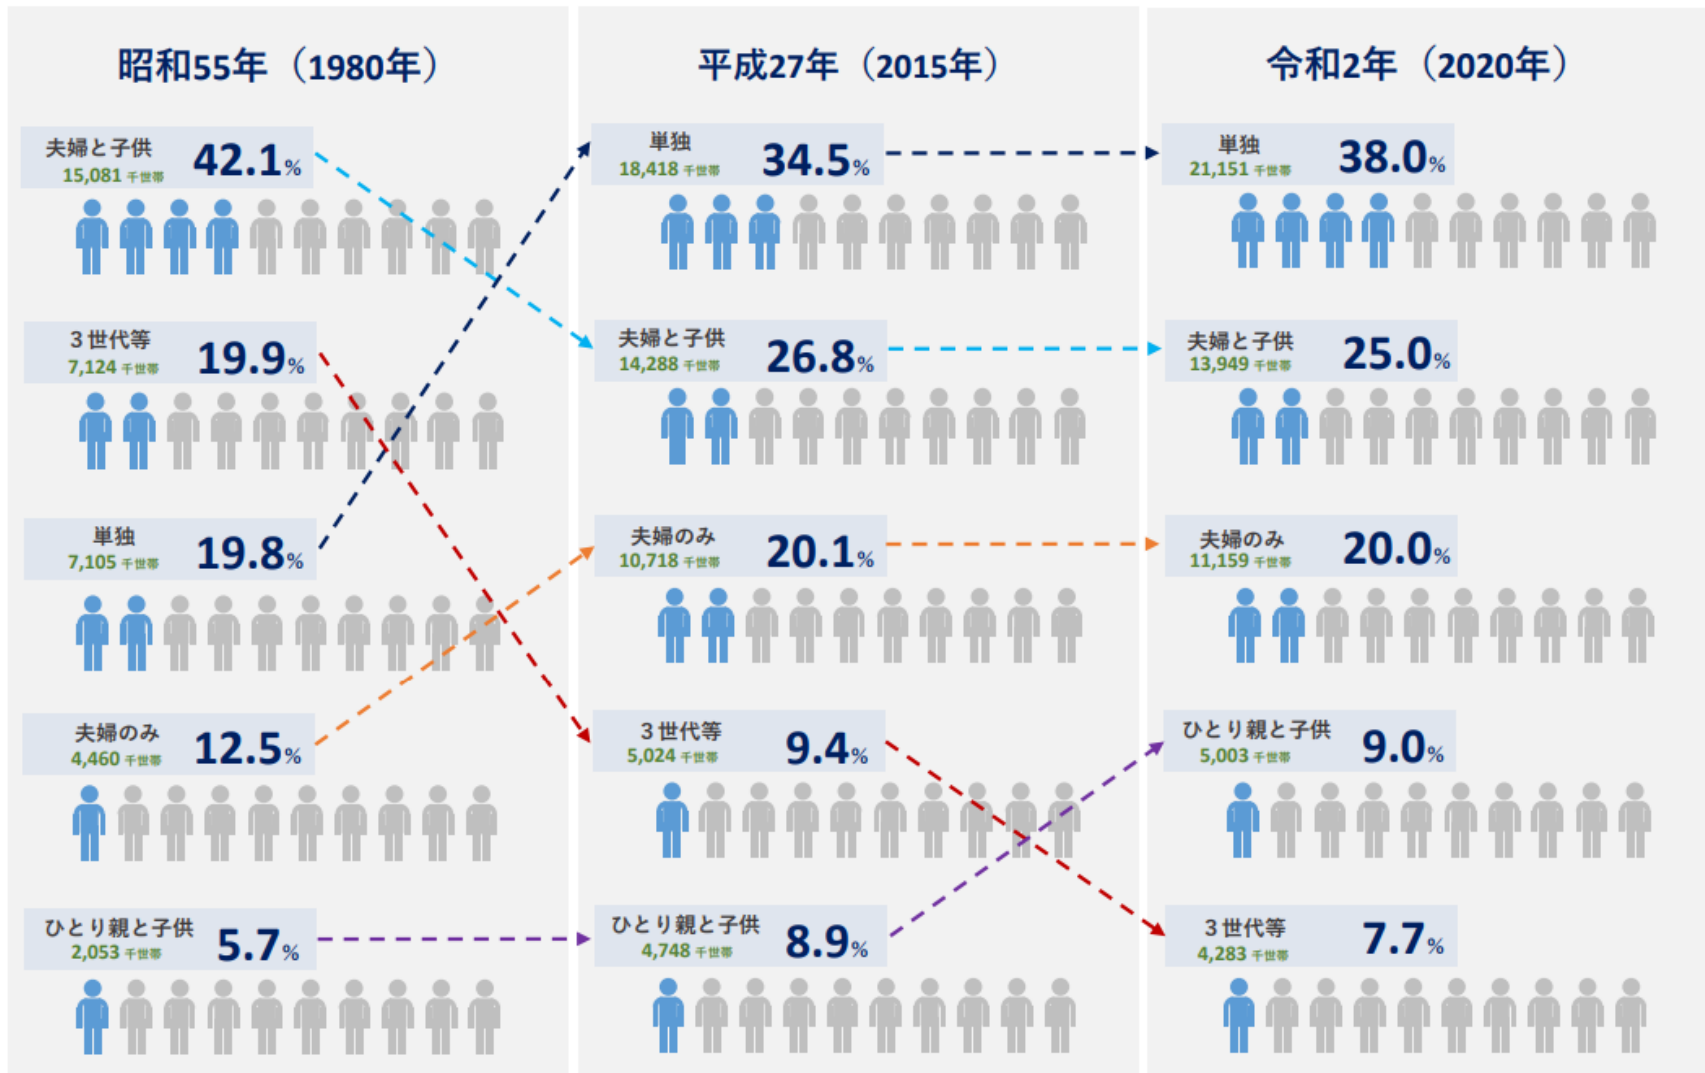 昭和55年（1980年）
夫婦と子供
15,081 千世帯
42.1%
３世代等
7,124 千世帯
19.9%
単独
7,105 千世帯
19.8%
夫婦のみ
4,460 千世帯
12.5%
ひとり親と子供
2,053 千世帯
5.7%
平成27年（2015年）
単独
18,418 千世帯
34.5%
夫婦と子供
14,288 千世帯
26.8%
夫婦のみ
10,718 千世帯
20.1%
３世代等
5,024 千世帯
9.4%
ひとり親と子供
4,748 千世帯
8.9%
令和2年（2020年）
単独
21,151 千世帯
38.0%
夫婦と子供
13,949 千世帯
25.0%
夫婦のみ
11,159 千世帯
20.0%
ひとり親と子供
5,003 千世帯
9.0%
３世代等
4,283 千世帯
7.7%